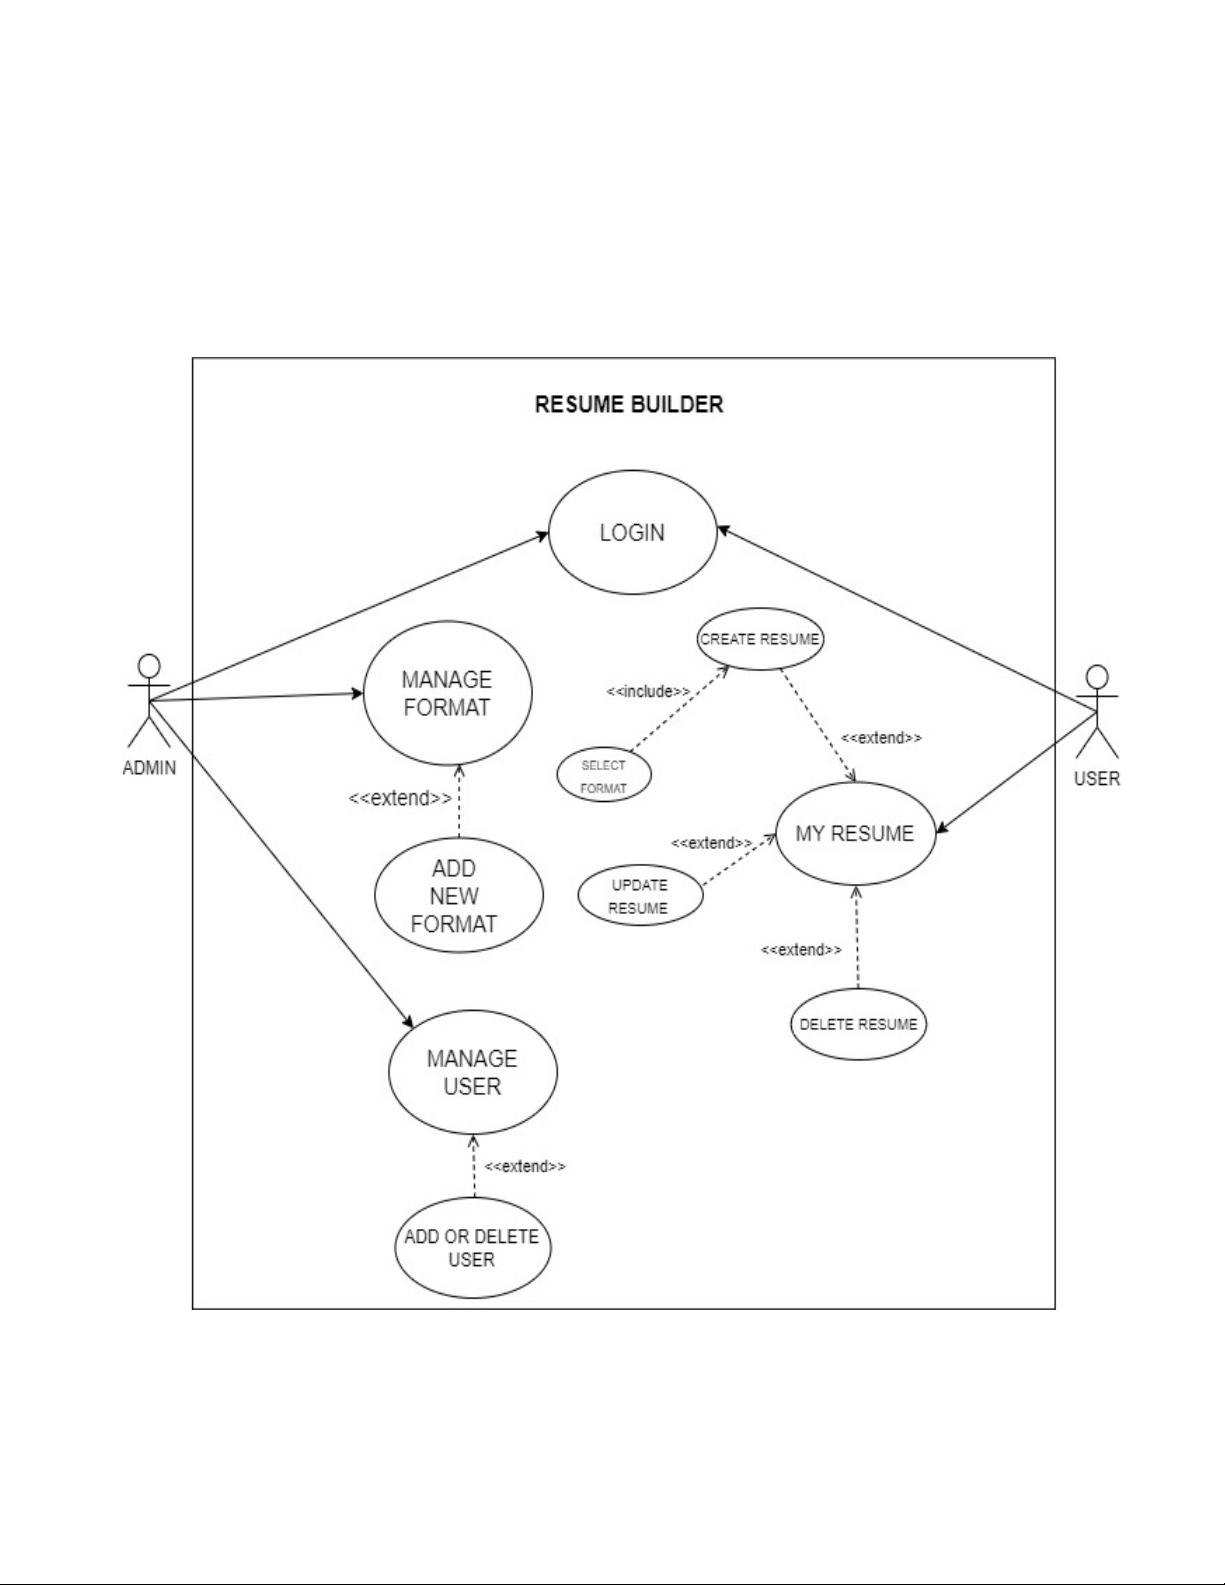 RESUME BUILDER
LOGIN
CREATE RESUME
MANAGE
FORMAT
<<include>>
<<extend>>
SELECT
FORMAT
ADMIN
USER
<<extend>>
MY RESUME
<<extend>>
ADD
NEW
FORMAT
UPDATE
RESUME
<<extend>>
DELETE RESUME
MANAGE
USER
<<extend>>
ADD OR DELETE
USER